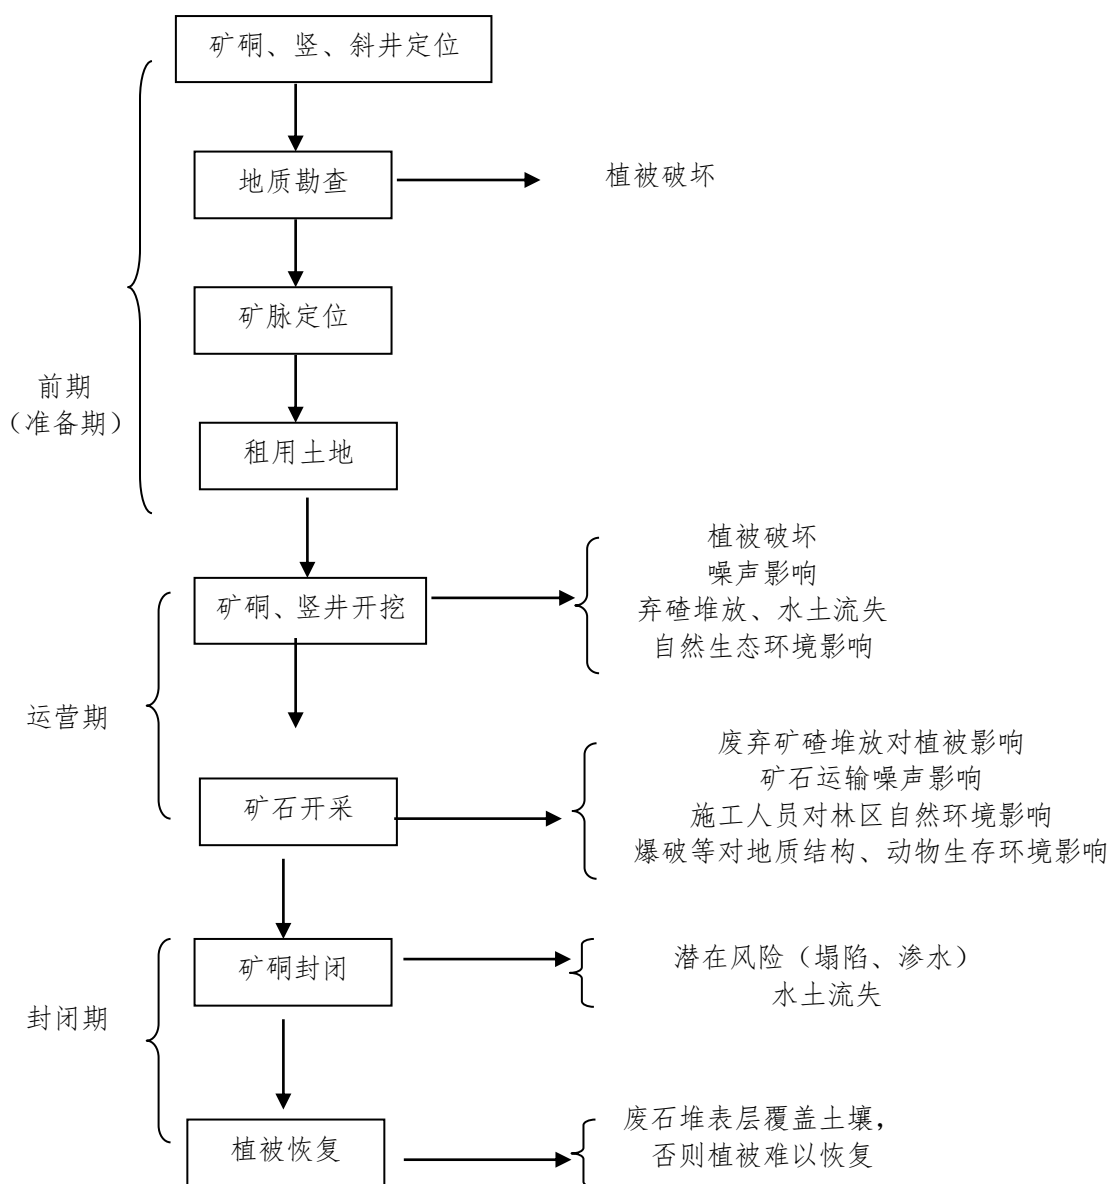 矿硐、竖、斜井定位
地质勘查
植被破坏
矿脉定位
前期
（准备期）
租用土地
植被破坏
噪声影响
弃碴堆放、水土流失
自然生态环境影响
矿硐、竖井开挖
运营期
废弃矿碴堆放对植被影响
矿石运输噪声影响
施工人员对林区自然环境影响
爆破等对地质结构、动物生存环境影响
矿石开采
矿硐封闭
潜在风险（塌陷、渗水）
水土流失
封闭期
植被恢复
废石堆表层覆盖土壤，
否则植被难以恢复